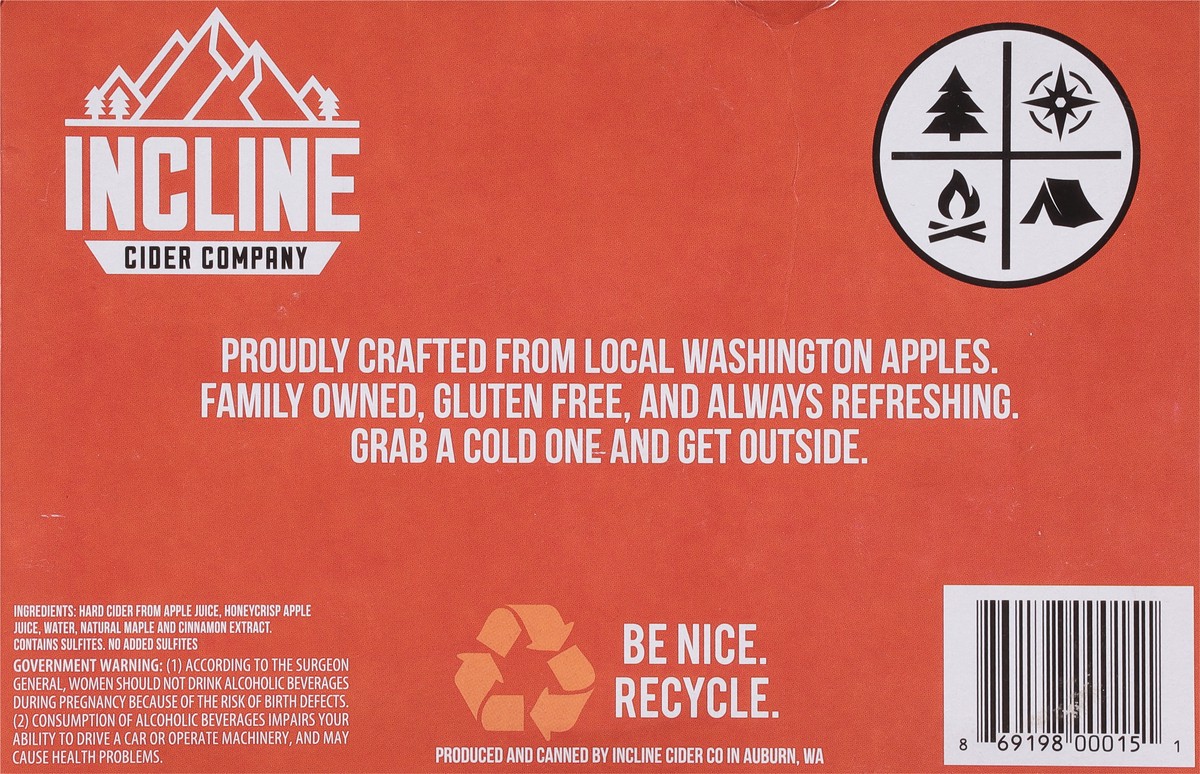 INCLINE
CIDER COMPANY
PROUDLY CRAFTED FROM LOCAL WASHINGTON APPLES.
FAMILY OWNED, GLUTEN FREE, AND ALWAYS REFRESHING.
GRAB A COLD ONE AND GET OUTSIDE.
INGREDIENTS: HARD CIDER FROM APPLE JUICE, HONEYCRISP APPLE
JUICE, WATER, NATURAL MAPLE AND CINNAMON EXTRACT.
CONTAINS SULFITES. NO ADDED SULFITES
GOVERNMENT WARNING: (1) ACCORDING TO THE SURGEON
GENERAL, WOMEN SHOULD NOT DRINK ALCOHOLIC BEVERAGES
DURING PREGNANCY BECAUSE OF THE RISK OF BIRTH DEFECTS.
(2) CONSUMPTION OF ALCOHOLIC BEVERAGES IMPAIRS YOUR
ABILITY TO DRIVE A CAR OR OPERATE MACHINERY, AND MAY
CAUSE HEALTH PROBLEMS.
BE NICE.
RECYCLE.
PRODUCED AND CANNED BY INCLINE CIDER CO IN AUBURN, WA
8 69198 00015 1